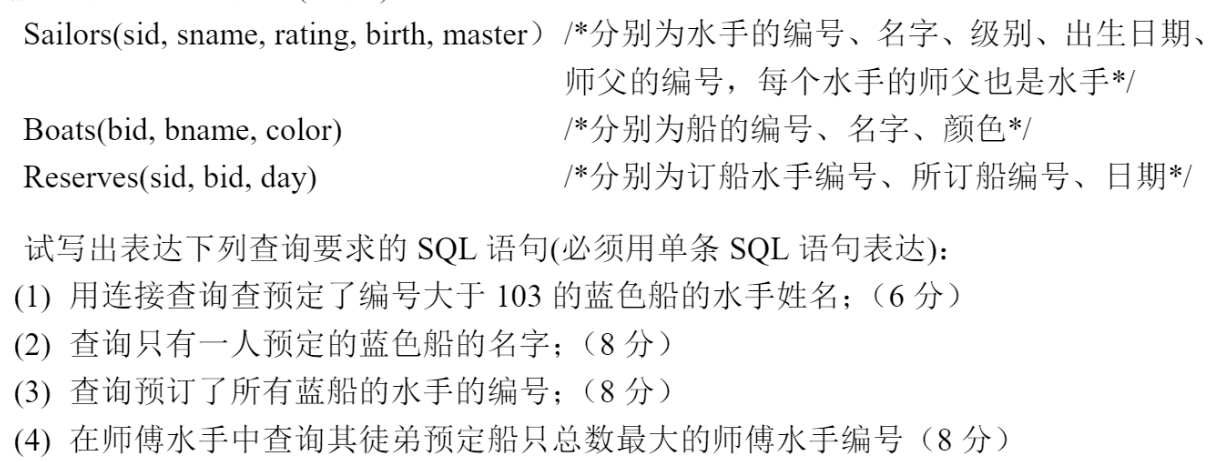 Sailors(sid, sname, rating, birth, master） /*分别为水手的编号、名字、级别、出生日期、
师父的编号，每个水手的师父也是水手*/
Boats(bid, bname, color) /*分别为船的编号、名字、颜色*/
Reserves(sid, bid, day) /*分别为订船水手编号、所订船编号、日期*/
试写出表达下列查询要求的 SQL 语句(必须用单条 SQL 语句表达)：
(1) 用连接查询查预定了编号大于 103 的蓝色船的水手姓名；（6 分）
(2) 查询只有一人预定的蓝色船的名字；（8 分）
(3) 查询预订了所有蓝船的水手的编号；（8 分）
(4) 在师傅水手中查询其徒弟预定船只总数最大的师傅水手编号（8 分）